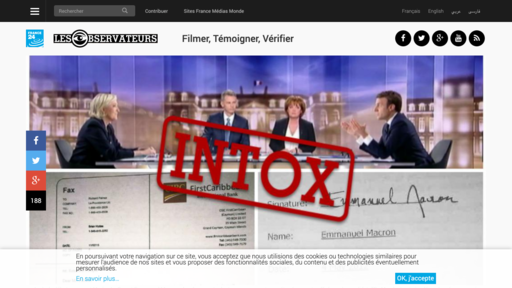 Rechercher
Contribuer
Sites France Médias Monde
Français
English
عربي
فارسی
FRANCE
24
LES OBSERVATEURS
Filmer, Témoigner, Vérifier
INTOX
188
Fax
FirstCaribbean
Signature:
Emmanuel Macron
Name:
Emmanuel Macron
En poursuivant votre navigation sur ce site, vous acceptez que nous utilisions des cookies ou technologies similaires pour
mesurer l'audience de nos sites et vous proposer des fonctionnalités sociales, du contenu et des publicités éventuellement
personnalisés.
En savoir plus...
OK, j'accepte